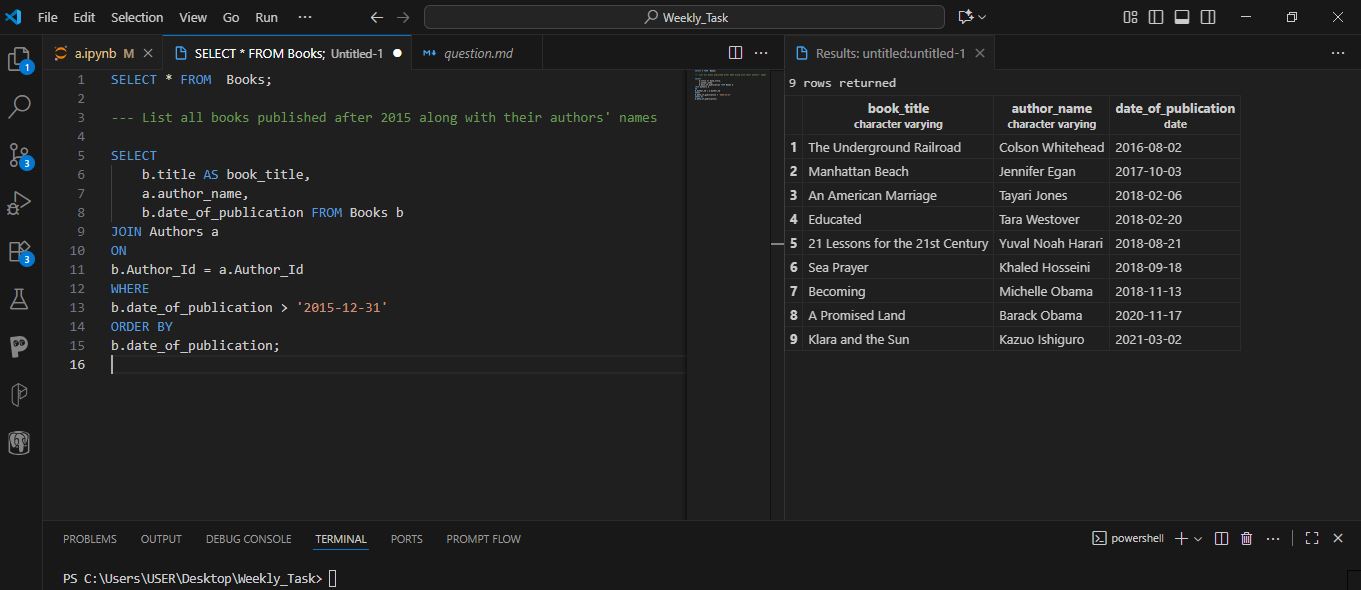 File Edit Selection View Go Run ··· Weekly_Task
a.ipynb M SELECT * FROM Books; Untitled-1 question.md
Results: untitled:untitled-1
1 SELECT * FROM  Books;
2
3 --- List all books published after 2015 along with their authors' names
4
5 SELECT
6     b.title AS book_title,
7     a.author_name,
8     b.date_of_publication FROM Books b
9 JOIN Authors a
10 ON
11 b.Author_Id = a.Author_Id
12 WHERE
13 b.date_of_publication > '2015-12-31'
14 ORDER BY
15 b.date_of_publication;
16
9 rows returned
book_title author_name date_of_publication
character varying character varying date
1 The Underground Railroad Colson Whitehead 2016-08-02
2 Manhattan Beach Jennifer Egan 2017-10-03
3 An American Marriage Tayari Jones 2018-02-06
4 Educated Tara Westover 2018-02-20
5 21 Lessons for the 21st Century Yuval Noah Harari 2018-08-21
6 Sea Prayer Khaled Hosseini 2018-09-18
7 Becoming Michelle Obama 2018-11-13
8 A Promised Land Barack Obama 2020-11-17
9 Klara and the Sun Kazuo Ishiguro 2021-03-02
1
3
3
PROBLEMS OUTPUT DEBUG CONSOLE TERMINAL PORTS PROMPT FLOW powershell
PS C:\Users\USER\Desktop\Weekly_Task>